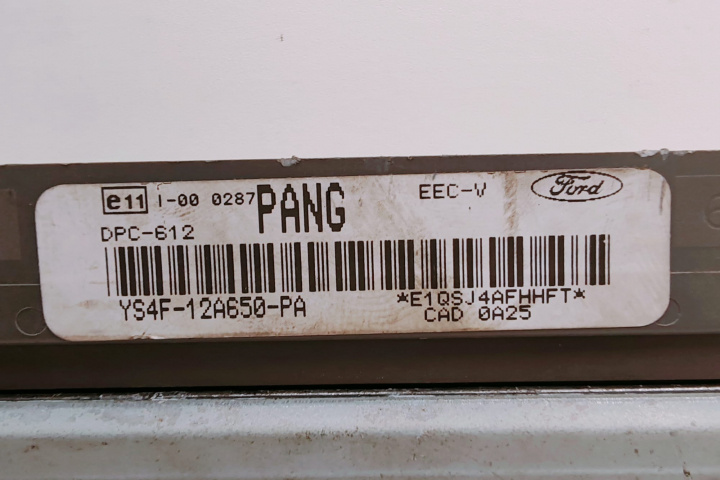 e11 I-00 0287 PANG EEC-V Ford
DPC-612
YS4F-12A650-PA *E1QSJ4AFHHFT*
CAD 0A25